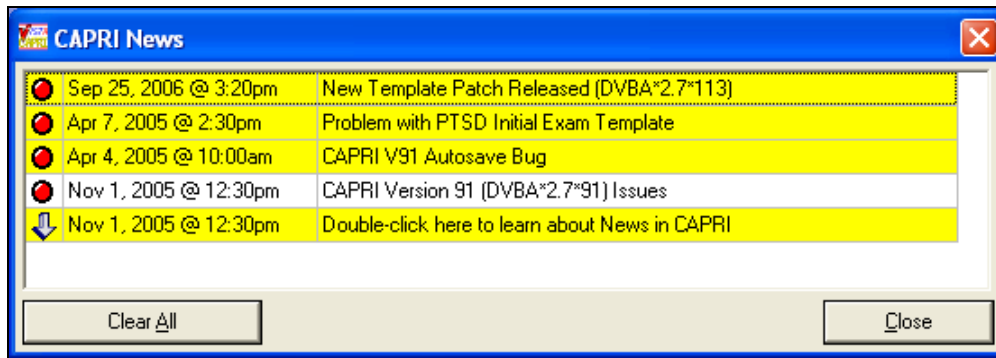 CAPRI News
Sep 25, 2006 @ 3:20pm New Template Patch Released (DVBA*2.7*113)
Apr 7, 2005 @ 2:30pm Problem with PTSD Initial Exam Template
Apr 4, 2005 @ 10:00am CAPRI V91 Autosave Bug
Nov 1, 2005 @ 12:30pm CAPRI Version 91 (DVBA*2.7*91) Issues
Nov 1, 2005 @ 12:30pm Double-click here to learn about News in CAPRI
Clear All Close